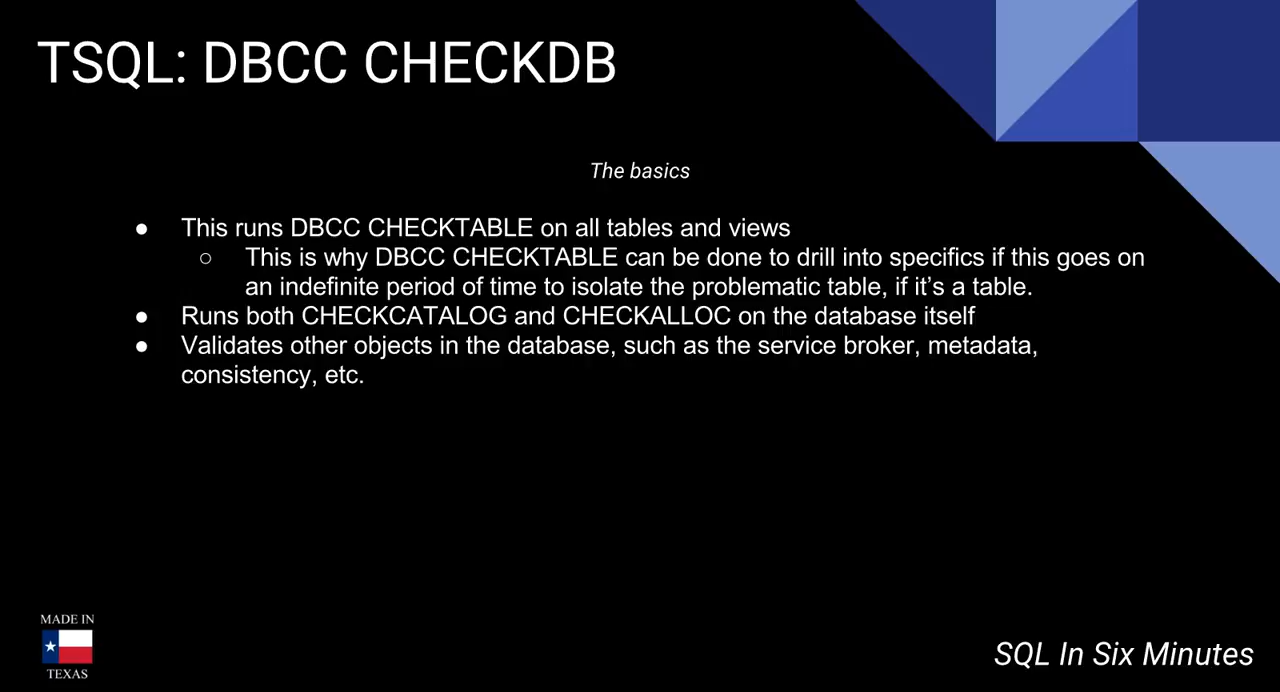 TSQL: DBCC CHECKDB
The basics
● This runs DBCC CHECKTABLE on all tables and views
○ This is why DBCC CHECKTABLE can be done to drill into specifics if this goes on
an indefinite period of time to isolate the problematic table, if it’s a table.
● Runs both CHECKCATALOG and CHECKALLOC on the database itself
● Validates other objects in the database, such as the service broker, metadata,
consistency, etc.
MADE IN
TEXAS
SQL In Six Minutes